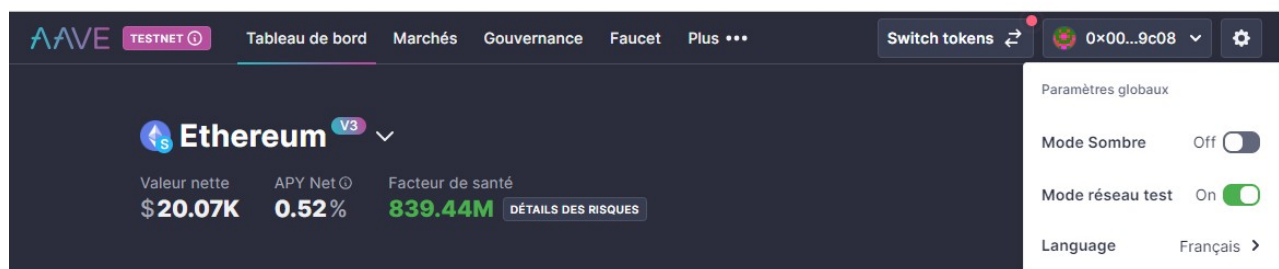 AAVE TESTNET Tableau de bord Marchés Gouvernance Faucet Plus ••• Switch tokens 0×00...9c08
Paramètres globaux
Ethereum V3
Mode Sombre Off
Valeur nette APY Net Facteur de santé
$20.07K 0.52% 839.44M DÉTAILS DES RISQUES
Mode réseau test On
Language Français